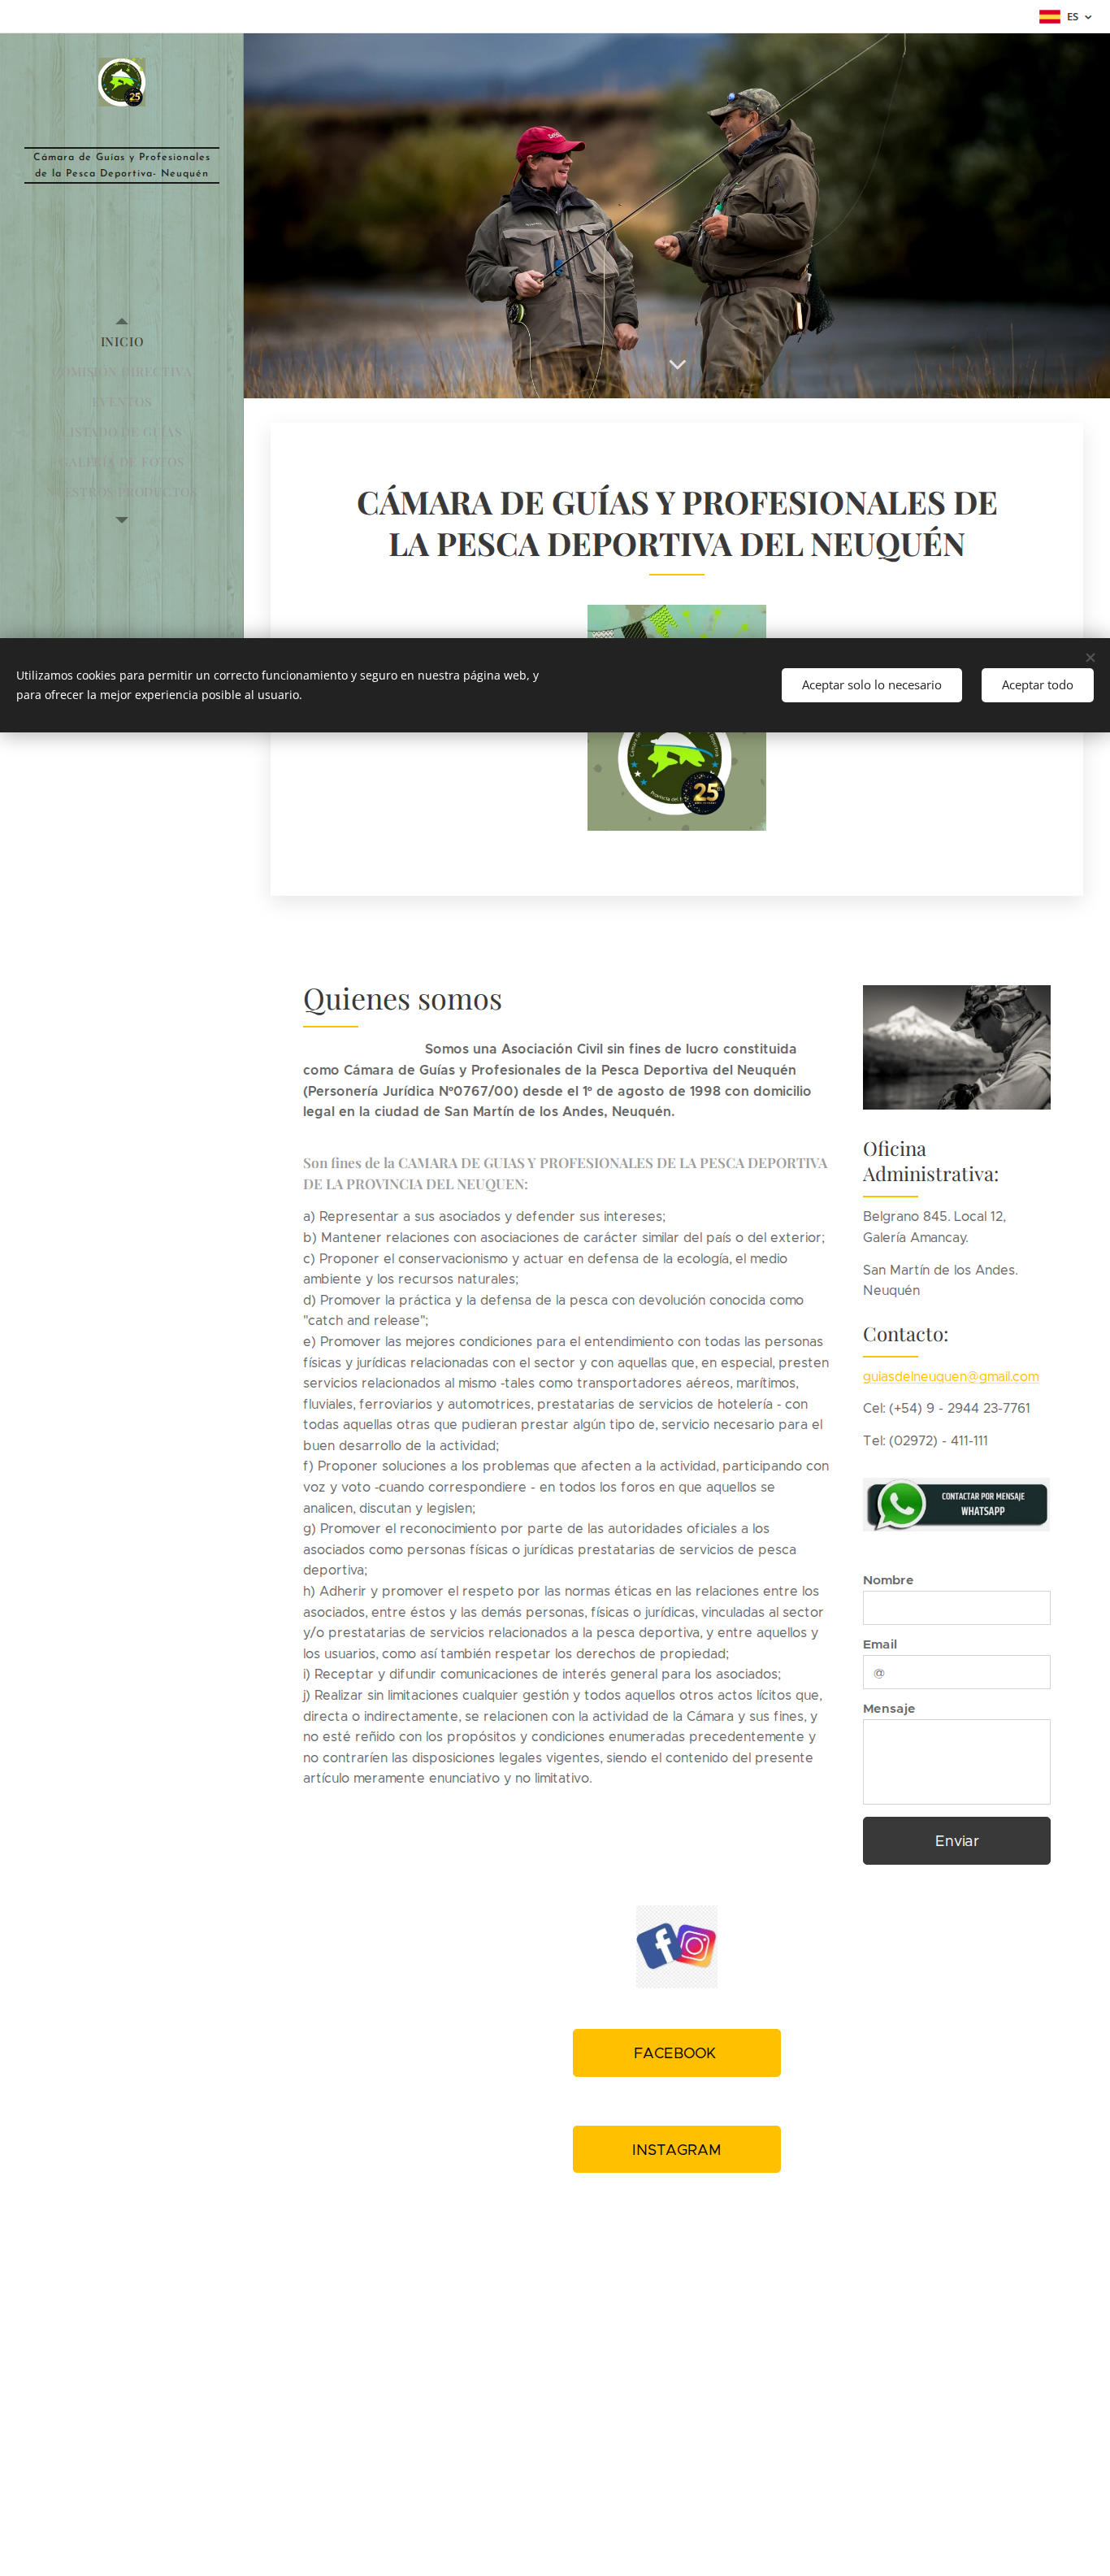 ES
Cámara de Guías y Profesionales
de la Pesca Deportiva- Neuquén
INICIO
COMISIÓN DIRECTIVA
EVENTOS
LISTADO DE GUIAS
GALERÍA DE FOTOS
NUESTROS PRODUCTOS
CÁMARA DE GUÍAS Y PROFESIONALES DE
LA PESCA DEPORTIVA DEL NEUQUÉN
Utilizamos cookies para permitir un correcto funcionamiento y seguro en nuestra página web, y
para ofrecer la mejor experiencia posible al usuario.
Aceptar solo lo necesario
Aceptar todo
25
Quienes somos
Somos una Asociación Civil sin fines de lucro constituida
como Cámara de Guías y Profesionales de la Pesca Deportiva del Neuquén
(Personería Jurídica Nº0767/00) desde el 1º de agosto de 1998 con domicilio
legal en la ciudad de San Martín de los Andes, Neuquén.
Son fines de la CAMARA DE GUIAS Y PROFESIONALES DE LA PESCA DEPORTIVA
DE LA PROVINCIA DEL NEUQUEN:
a) Representar a sus asociados y defender sus intereses;
b) Mantener relaciones con asociaciones de carácter similar del país o del exterior;
c) Proponer el conservacionismo y actuar en defensa de la ecología, el medio
ambiente y los recursos naturales;
d) Promover la práctica y la defensa de la pesca con devolución conocida como
"catch and release";
e) Promover las mejores condiciones para el entendimiento con todas las personas
físicas y jurídicas relacionadas con el sector y con aquellas que, en especial, presten
servicios relacionados al mismo -tales como transportadores aéreos, marítimos,
fluviales, ferroviarios y automotrices, prestatarias de servicios de hotelería - con
todas aquellas otras que pudieran prestar algún tipo de, servicio necesario para el
buen desarrollo de la actividad;
f) Proponer soluciones a los problemas que afecten a la actividad, participando con
voz y voto -cuando correspondiere - en todos los foros en que aquellos se
analicen, discutan y legislen;
g) Promover el reconocimiento por parte de las autoridades oficiales a los
asociados como personas físicas o jurídicas prestatarias de servicios de pesca
deportiva;
h) Adherir y promover el respeto por las normas éticas en las relaciones entre los
asociados, entre éstos y las demás personas, físicas o jurídicas, vinculadas al sector
y/o prestatarias de servicios relacionados a la pesca deportiva, y entre aquellos y
los usuarios, como así también respetar los derechos de propiedad;
i) Receptar y difundir comunicaciones de interés general para los asociados;
j) Realizar sin limitaciones cualquier gestión y todos aquellos otros actos lícitos que,
directa o indirectamente, se relacionen con la actividad de la Cámara y sus fines, y
no esté reñido con los propósitos y condiciones enumeradas precedentemente y
no contraríen las disposiciones legales vigentes, siendo el contenido del presente
artículo meramente enunciativo y no limitativo.
Oficina
Administrativa:
Belgrano 845. Local 12,
Galería Amancay.
San Martín de los Andes.
Neuquén
Contacto:
guiasdelneuquen@gmail.com
Cel: (+54) 9 - 2944 23-7761
Tel: (02972) - 411-111
CONTACTAR POR MENSAJE
WHATSAPP
Nombre
Email
@
Mensaje
Enviar
FACEBOOK
INSTAGRAM